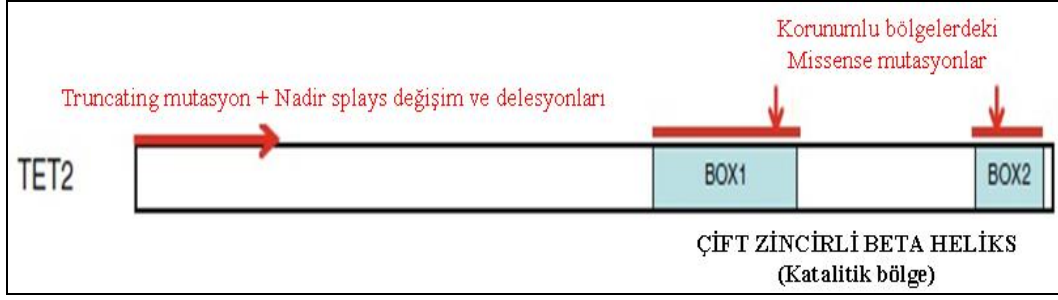 Korunumlu bölgelerdeki
Missense mutasyonlar
Truncating mutasyon + Nadir splays değişim ve delesyonları
TET2
BOX1
BOX2
ÇİFT ZİNCİRLİ BETA HELİKS
(Katalitik bölge)